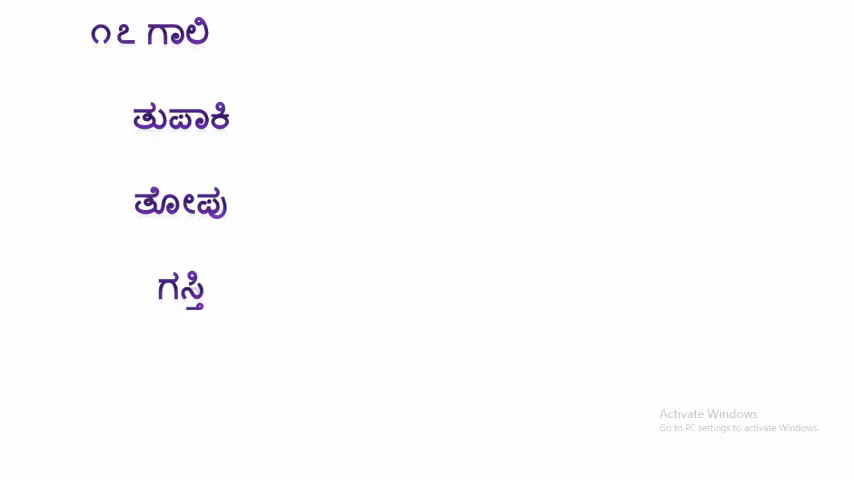 ೧೭ ಗಾಲಿ
ತುಪಾಕಿ
ತೋಪು
ಗಸ್ತಿ
Activate Windows
Go to PC settings to activate Windows.